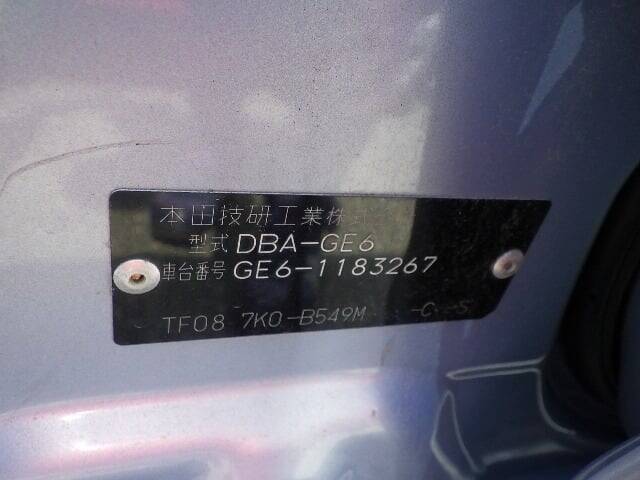 本田技研工業株式
型式 DBA-GE6
車台番号 GE6-1183267
TF08 7K0-B549M -C -S